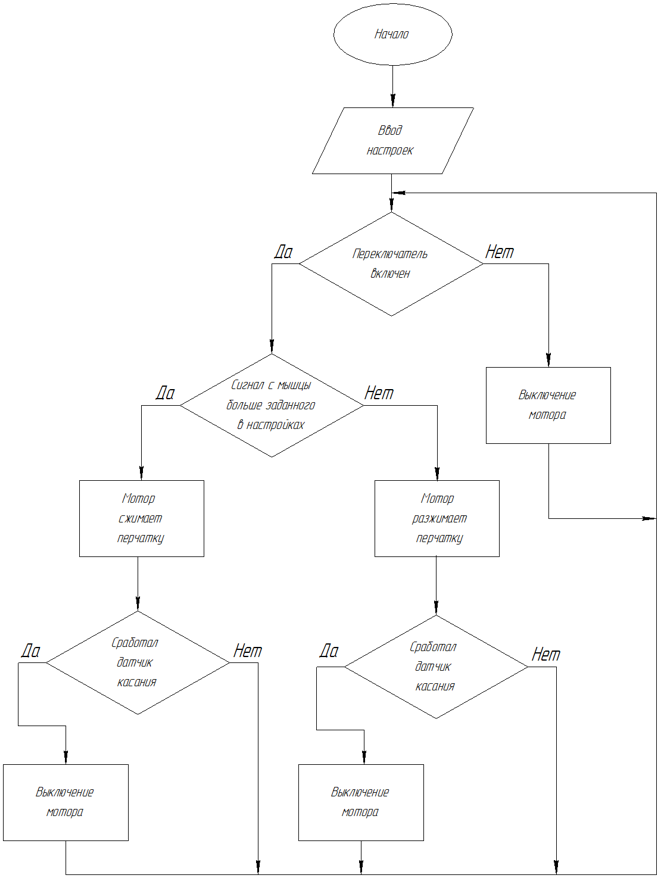 Начало
Ввод
настроек
Да
Нет
Переключатель
включен
Да
Нет
Сигнал с мышцы
больше заданного
в настройках
Выключение
мотора
Мотор
сжимает
перчатку
Мотор
разжимает
перчатку
Да
Нет
Сработал
датчик
касания
Да
Нет
Сработал
датчик
касания
Выключение
мотора
Выключение
мотора